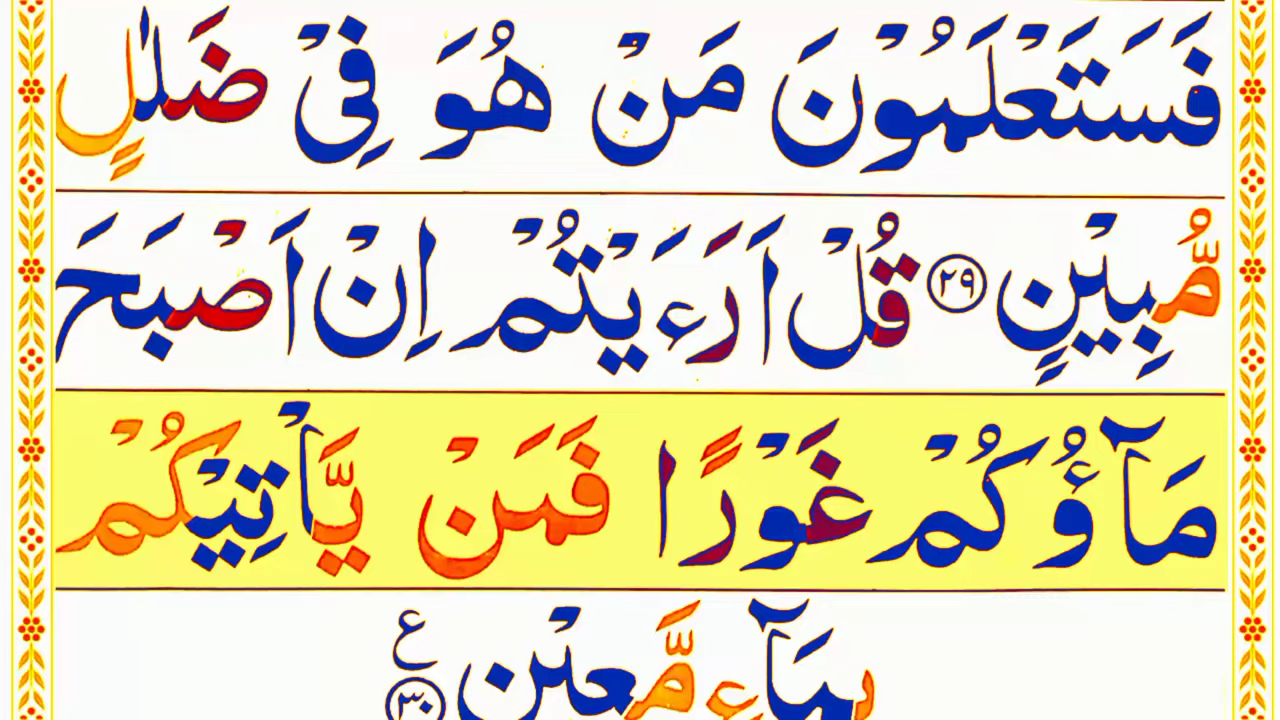 فَسَتَعْلَمُوْنَ مَنْ هُوَ فِیْ ضَلٰلٍ
مُّبِیْنٍ ﴿۲۹﴾ قُلْ اَرَءَیْتُمْ اِنْ اَصْبَحَ
مَآؤُكُمْ غَوْرًا فَمَنْ یَّاْتِیْكُمْ
بِمَآءٍ مَّعِیْنٍ ﴿۳۰﴾ ع